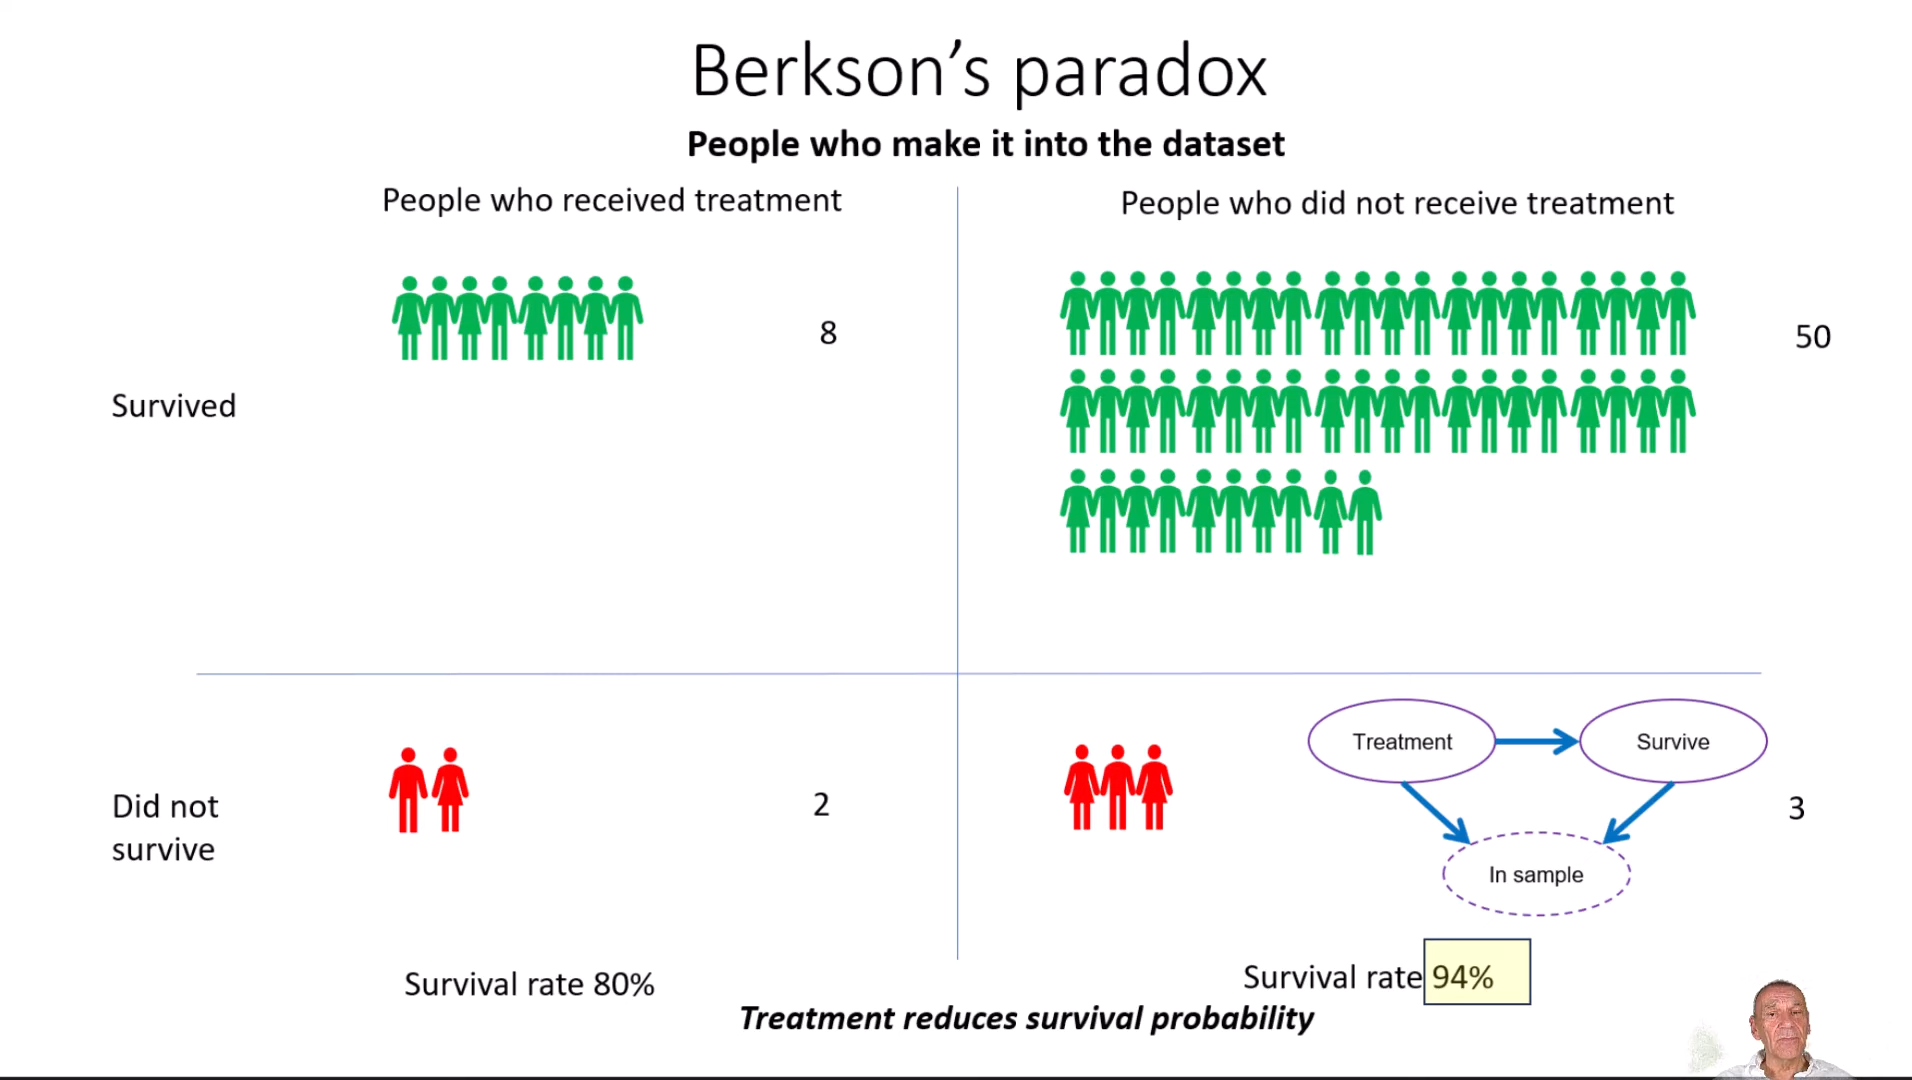 Berkson’s paradox
People who make it into the dataset
People who received treatment
People who did not receive treatment
8
50
Survived
Treatment
Survive
Did not
survive
2
3
In sample
Survival rate 80%
Survival rate 94%
Treatment reduces survival probability